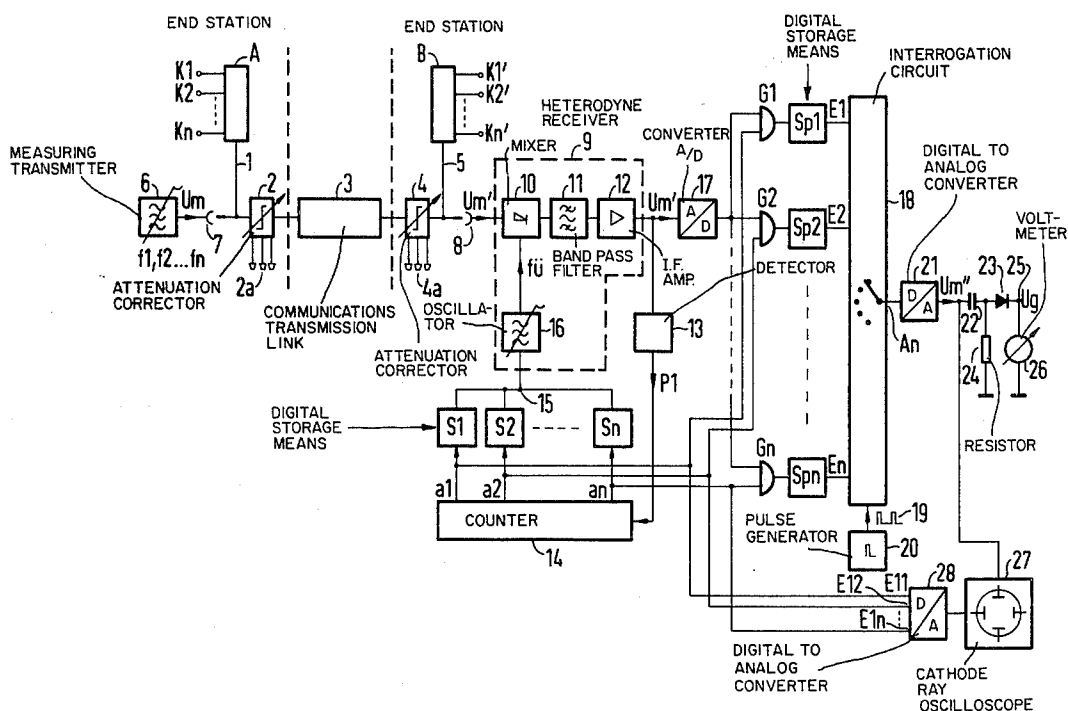 END STATION
END STATION
DIGITAL
STORAGE
MEANS
INTERROGATION
CIRCUIT
A
B
K1
K2
Kn
K1'
K2'
Kn'
HETERODYNE
RECEIVER
9
G1
Sp1
E1
MEASURING
TRANSMITTER
1
5
MIXER
CONVERTER
A/D
DIGITAL TO
ANALOG
CONVERTER
6
Um
2
3
4
Um'
10
11
12
Um'
17
A
D
G2
Sp2
E2
18
VOLT-
METER
7
8
f1,f2...fn
ATTENUATION
CORRECTOR
2a
4a
fü
BAND PASS
FILTER
I.F.
AMP.
DETECTOR
21
D
A
Um"
23
25
Ug
22
An
24
26
COMMUNICATIONS
TRANSMISSION
LINK
OSCILLA-
TOR
16
13
ATTENUATION
CORRECTOR
P1
15
DIGITAL
STORAGE
MEANS
S1
S2
Sn
RESISTOR
Gn
Spn
En
a1
a2
an
COUNTER
14
PULSE
GENERATOR
19
20
27
28
E12
E11
E1n
D
A
DIGITAL TO
ANALOG
CONVERTER
CATHODE
RAY
OSCILLOSCOPE